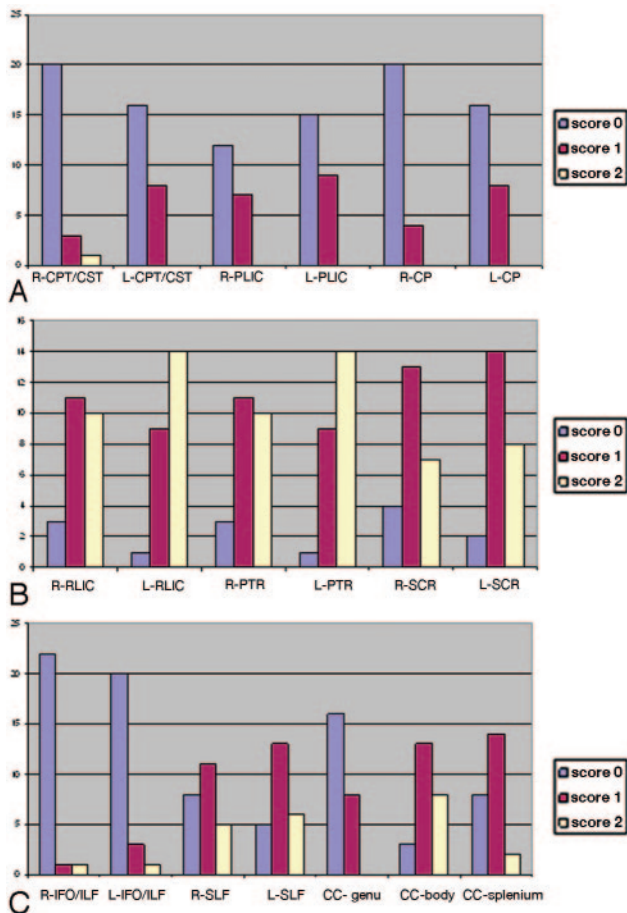 25
20
15
10
5
0
R-CPT/CST L-CPT/CST R-PLIC L-PLIC R-CP L-CP
score 0
score 1
score 2
A
16
14
12
10
8
6
4
2
0
R-RLIC L-RLIC R-PTR L-PTR R-SCR L-SCR
score 0
score 1
score 2
B
25
20
15
10
5
0
R-IFO/ILF L-IFO/ILF R-SLF L-SLF CC- genu CC-body CC-splenium
score 0
score 1
score 2
C